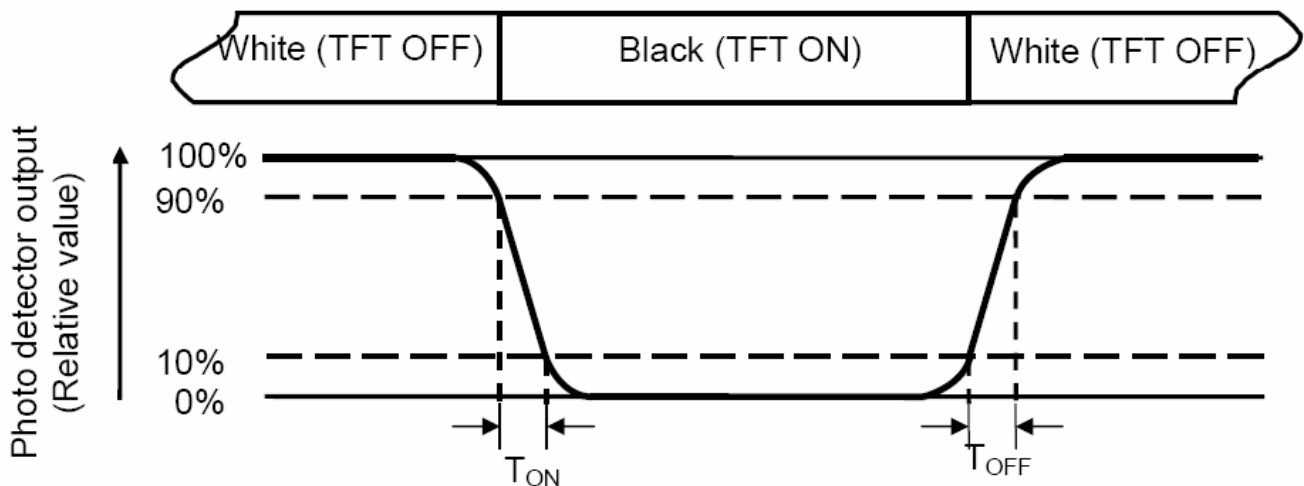 White (TFT OFF)
Black (TFT ON)
White (TFT OFF)
Photo detector output
(Relative value)
100%
90%
10%
0%
TON
TOFF